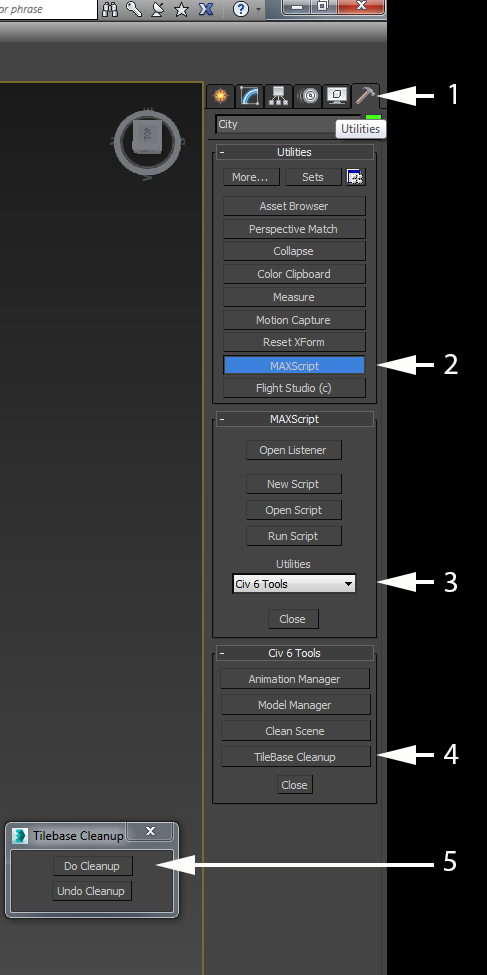 or phrase
?
1
City
Utilities
TOP
- Utilities
More... Sets
Asset Browser
Perspective Match
Collapse
Color Clipboard
Measure
Motion Capture
Reset XForm
MAXScript
2
Flight Studio (c)
- MAXScript
Open Listener
New Script
Open Script
Run Script
Utilities
Civ 6 Tools
3
Close
- Civ 6 Tools
Animation Manager
Model Manager
Clean Scene
TileBase Cleanup
4
Close
Tilebase Cleanup X
Do Cleanup
5
Undo Cleanup